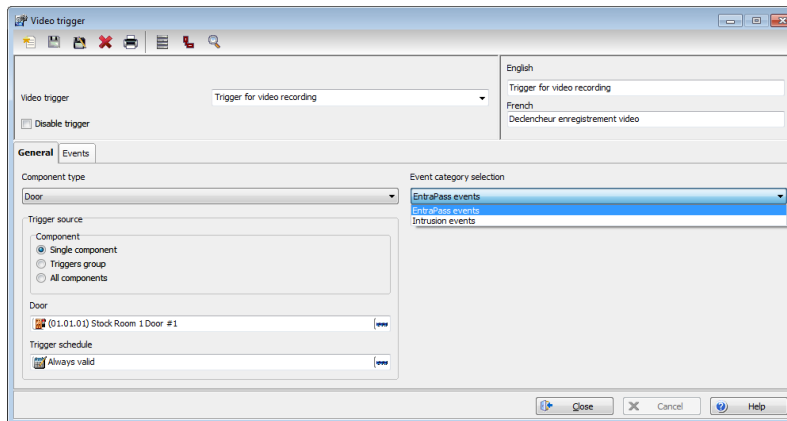 Video trigger
English
Trigger for video recording
Video trigger
Trigger for video recording
French
Declencheur enregistrement video
Disable trigger
General
Events
Component type
Event category selection
Door
EntraPass events
EntraPass events
Intrusion events
Trigger source
Component
Single component
Triggers group
All components
Door
(01.01.01) Stock Room 1 Door #1
Trigger schedule
Always valid
Close
Cancel
Help